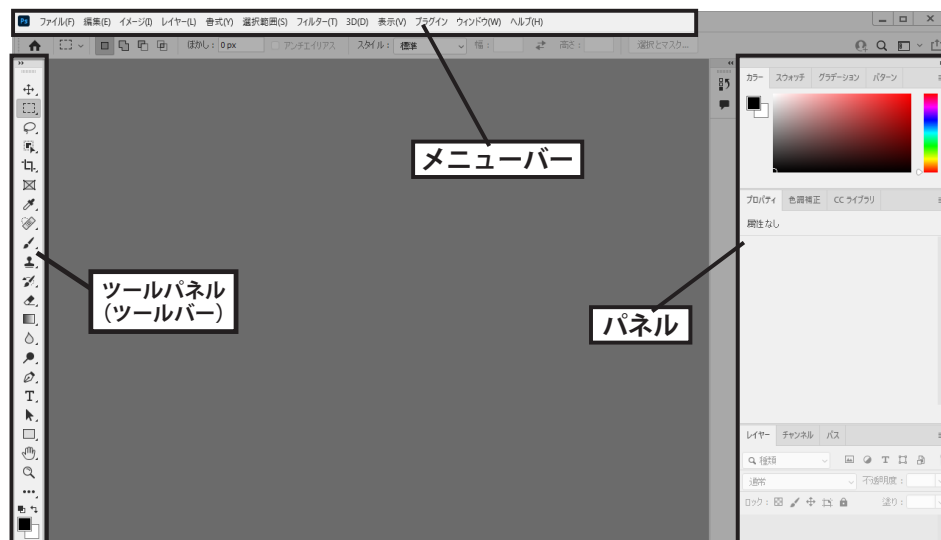 Ps ファイル(F) 編集(E) イメージ(I) レイヤー(L) 書式(Y) 選択範囲(S) フィルター(T) 3D(D) 表示(V) プラグイン ウィンドウ(W) ヘルプ(H)
ぼかし: 0 px アンチエイリアス スタイル: 標準 幅: 高さ: 選択とマスク...
カラー スウォッチ グラデーション パターン
メニューバー
プロパティ 色調補正 CC ライブラリ
属性なし
ツールパネル
(ツールバー)
パネル
T
レイヤー チャンネル パス
種類 T
通常 不透明度:
ロック: 塗り: